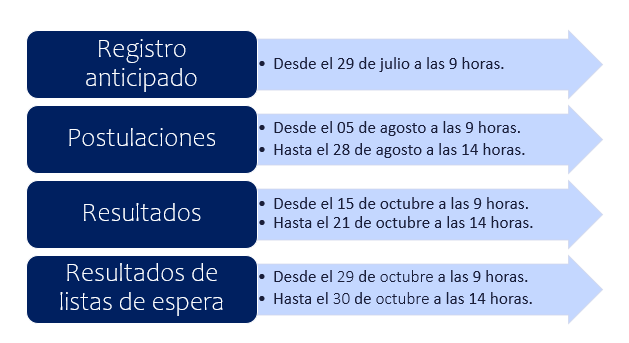 Registro
anticipado
• Desde el 29 de julio a las 9 horas.
Postulaciones
• Desde el 05 de agosto a las 9 horas.
• Hasta el 28 de agosto a las 14 horas.
Resultados
• Desde el 15 de octubre a las 9 horas.
• Hasta el 21 de octubre a las 14 horas.
Resultados de
listas de espera
• Desde el 29 de octubre a las 9 horas.
• Hasta el 30 de octubre a las 14 horas.